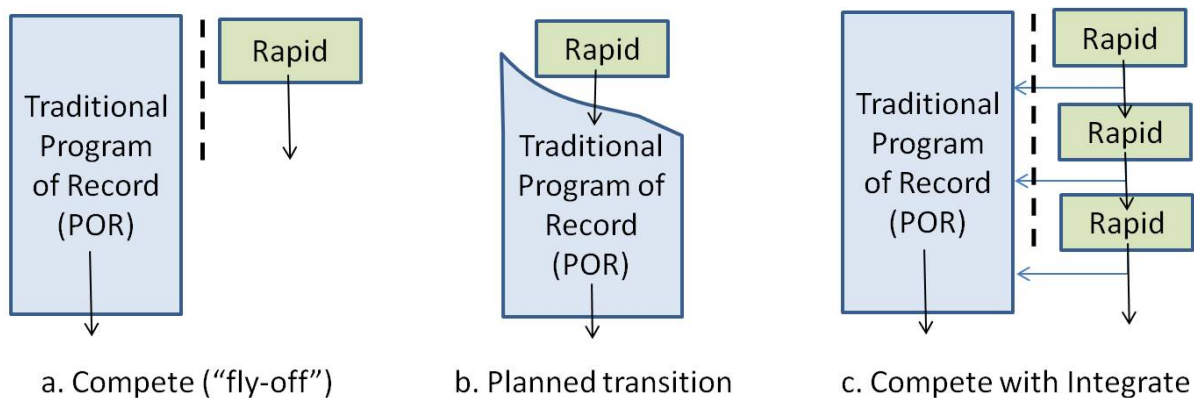 Traditional
Program
of Record
(POR)
Rapid
a. Compete (“fly-off”)
Rapid
Traditional
Program of
Record
(POR)
b. Planned transition
Traditional
Program
of Record
(POR)
Rapid
Rapid
Rapid
c. Compete with Integrate